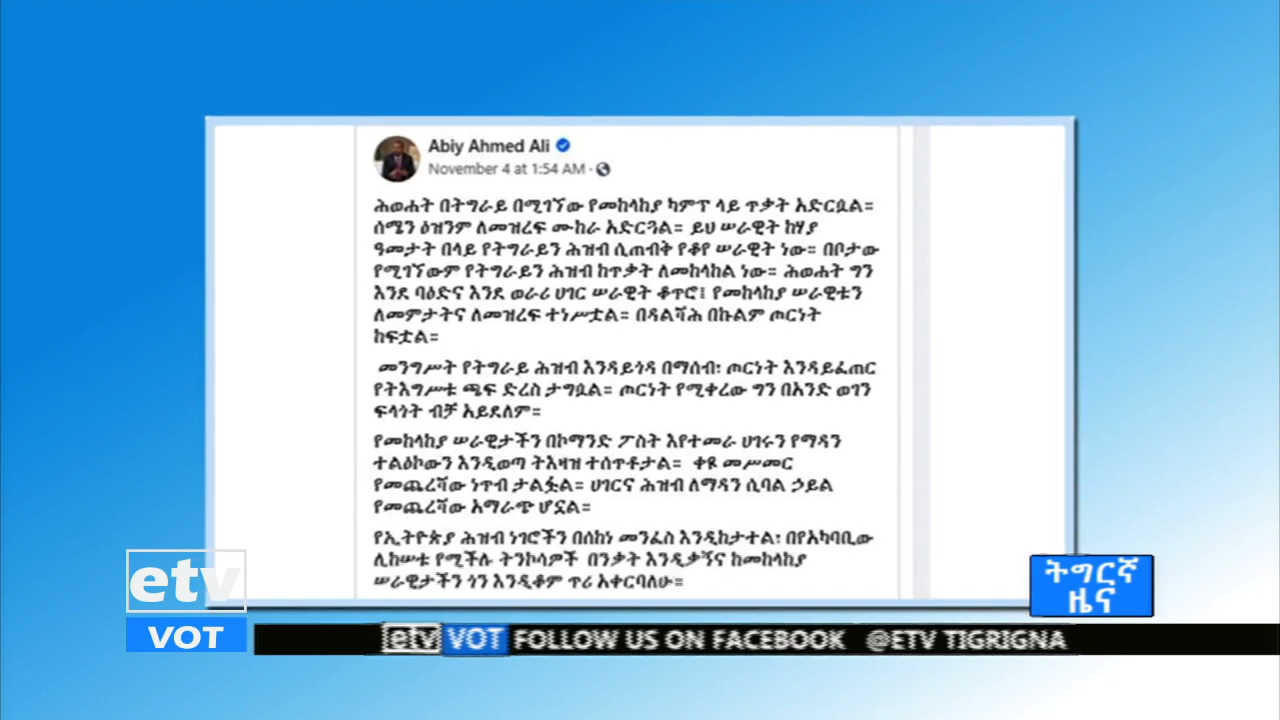 Abiy Ahmed Ali
November 4 at 1:54 AM ·
ሕወሐት በትግራይ በሚገኘው የመከላከያ ካምፕ ላይ ጥቃት አድርሷል።
ሰሜን ዕዝንም ለመዝረፍ ሙከራ አድርጓል። ይህ ሠራዊት ከሃያ
ዓመታት በላይ የትግራይን ሕዝብ ሲጠብቅ የቆየ ሠራዊት ነው። በቦታው
የሚገኘውም የትግራይን ሕዝብ ከጥቃት ለመከላከል ነው። ሕወሐት ግን
እንደ ባዕድና እንደ ወራሪ ሀገር ሠራዊት ቆጥሮ፤ የመከላከያ ሠራዊቱን
ለመምታትና ለመዝረፍ ተነሥቷል። በዳልሻሕ በኩልም ጦርነት
ከፍቷል።
መንግሥት የትግራይ ሕዝብ እንዳይጎዳ በማሰብ፡ ጦርነት እንዳይፈጠር
የትእግሥቱ ጫፍ ድረስ ታግሷል። ጦርነት የሚቀረው ግን በአንድ ወገን
ፍላጎት ብቻ አይደለም።
የመከላከያ ሠራዊታችን በኮማንድ ፖስት እየተመራ ሀገሩን የማዳን
ተልዕኮውን እንዲወጣ ትእዛዝ ተሰጥቶታል። ቀዩ መሥመር
የመጨረሻው ነጥብ ታልፏል። ሀገርና ሕዝብ ለማዳን ሲባል ኃይል
የመጨረሻው አማራጭ ሆኗል።
የኢትዮጵያ ሕዝብ ነገሮችን በሰከነ መንፈስ እንዲከታተል፣ በየአካባቢው
ሊከሠቱ የሚችሉ ትንኮሳዎች በንቃት እንዲቃኝና ከመከላከያ
ሠራዊታችን ጎን እንዲቆም ጥሪ አቀርባለሁ።
etv
VOT
ትግርኛ
ዜና
etv VOT FOLLOW US ON FACEBOOK @ETV TIGRIGNA